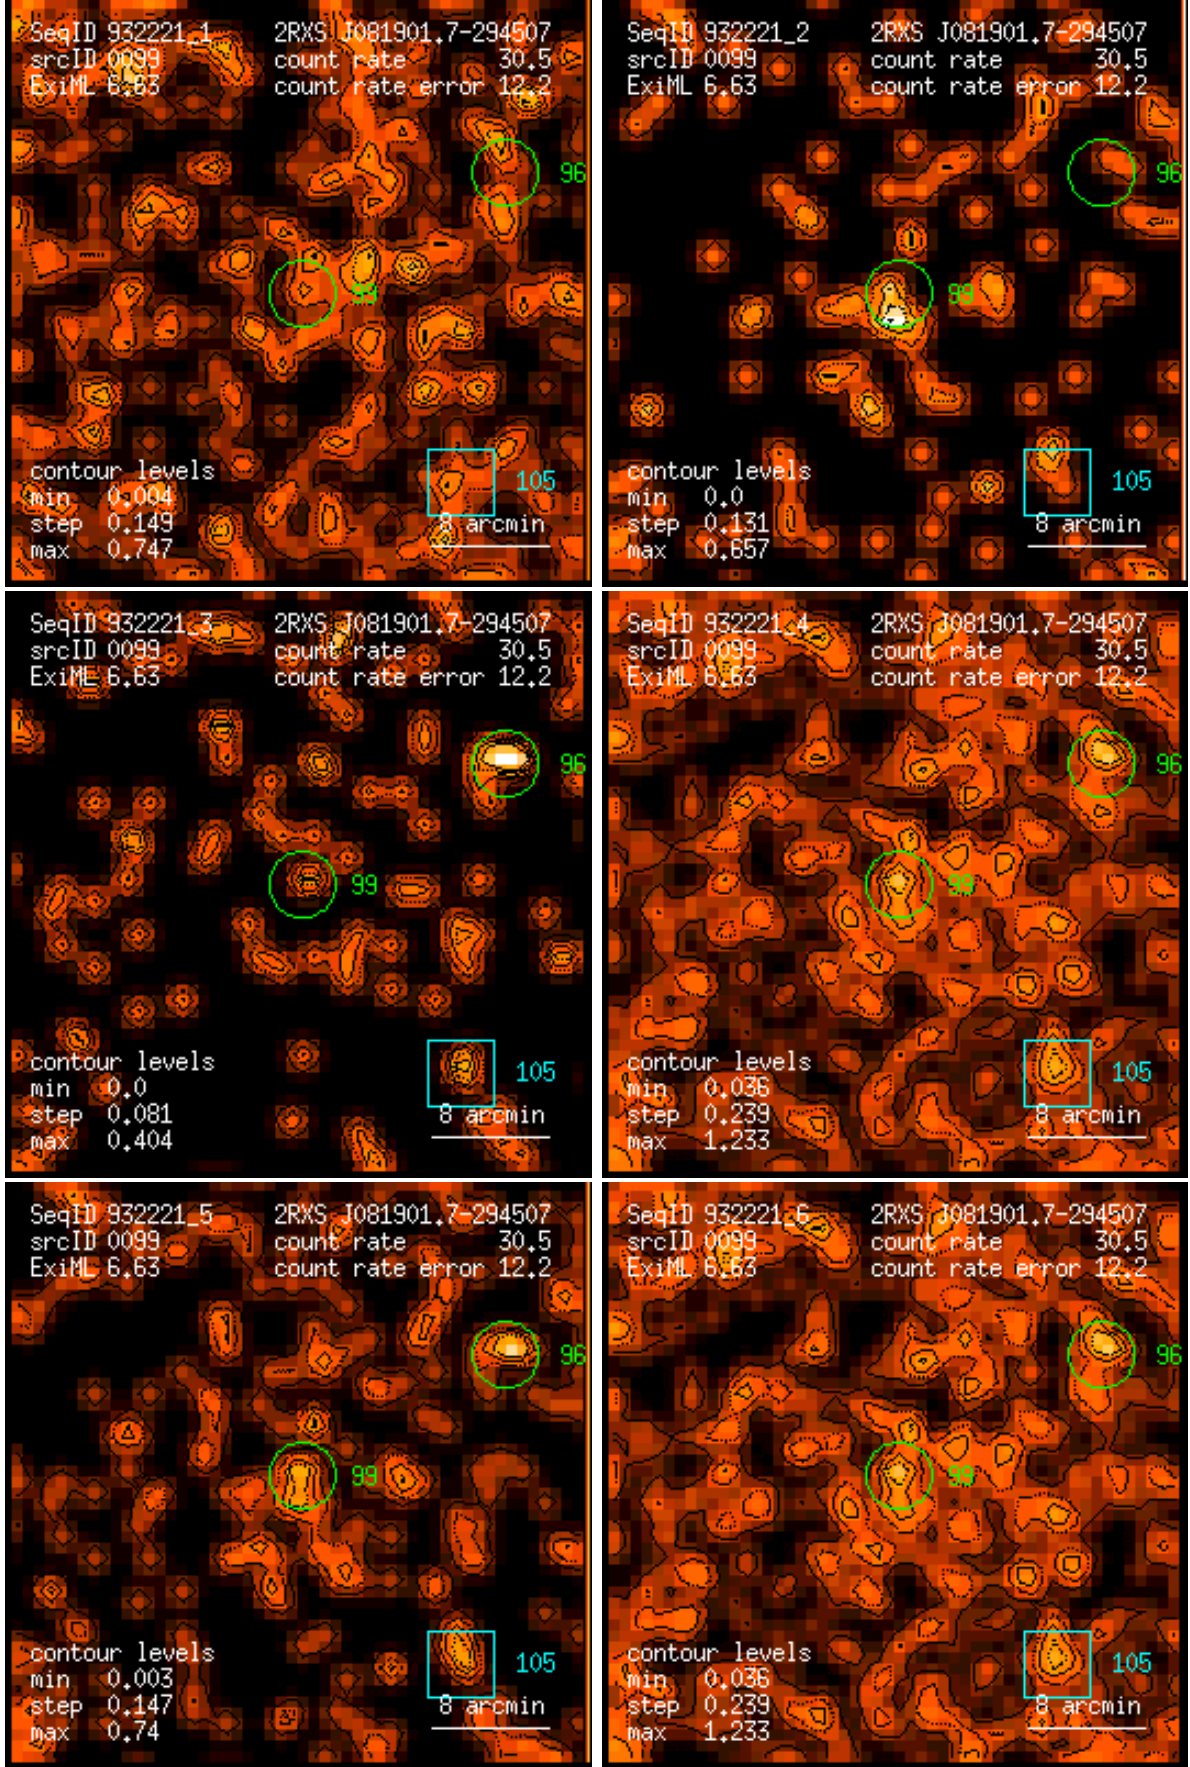 SeqID 932221_1 2RXS J081901.7-294507
srcID 0099 count rate 30.5
ExiML 6.63 count rate error 12.2
96
99
contour levels
min 0.004
105
step 0.149
8 arcmin
max 0.747
SeqID 932221_2 2RXS J081901.7-294507
srcID 0099 count rate 30.5
ExiML 6.63 count rate error 12.2
96
99
contour levels
min 0.0
105
step 0.131
8 arcmin
max 0.657
SeqID 932221_3 2RXS J081901.7-294507
srcID 0099 count rate 30.5
ExiML 6.63 count rate error 12.2
96
99
contour levels
min 0.0
105
step 0.081
8 arcmin
max 0.404
SeqID 932221_4 2RXS J081901.7-294507
srcID 0099 count rate 30.5
ExiML 6.63 count rate error 12.2
96
99
contour levels
min 0.036
105
step 0.239
8 arcmin
max 1.233
SeqID 932221_5 2RXS J081901.7-294507
srcID 0099 count rate 30.5
ExiML 6.63 count rate error 12.2
96
99
contour levels
min 0.003
105
step 0.147
8 arcmin
max 0.74
SeqID 932221_6 2RXS J081901.7-294507
srcID 0099 count rate 30.5
ExiML 6.63 count rate error 12.2
96
99
contour levels
min 0.036
105
step 0.239
8 arcmin
max 1.233